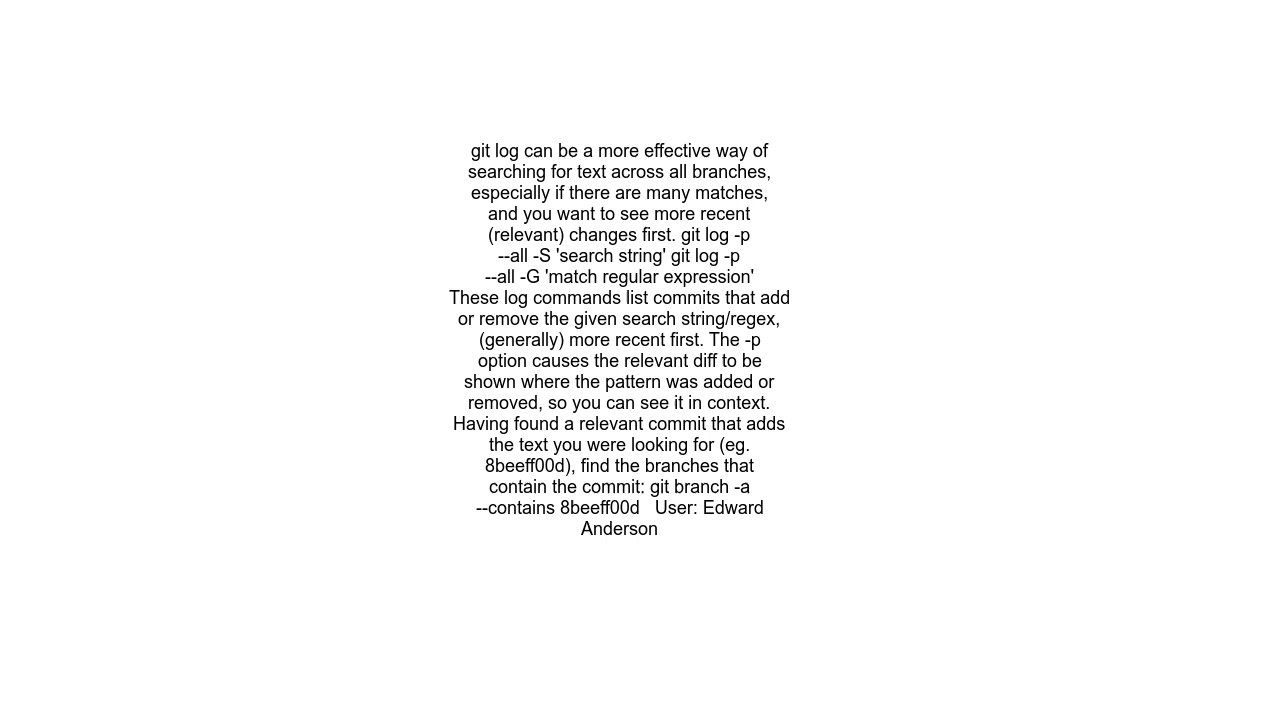 git log can be a more effective way of
searching for text across all branches,
especially if there are many matches,
and you want to see more recent
(relevant) changes first. git log -p
--all -S 'search string' git log -p
--all -G 'match regular expression'
These log commands list commits that add
or remove the given search string/regex,
(generally) more recent first. The -p
option causes the relevant diff to be
shown where the pattern was added or
removed, so you can see it in context.
Having found a relevant commit that adds
the text you were looking for (eg.
8beeff00d), find the branches that
contain the commit: git branch -a
--contains 8beeff00d   User: Edward
Anderson